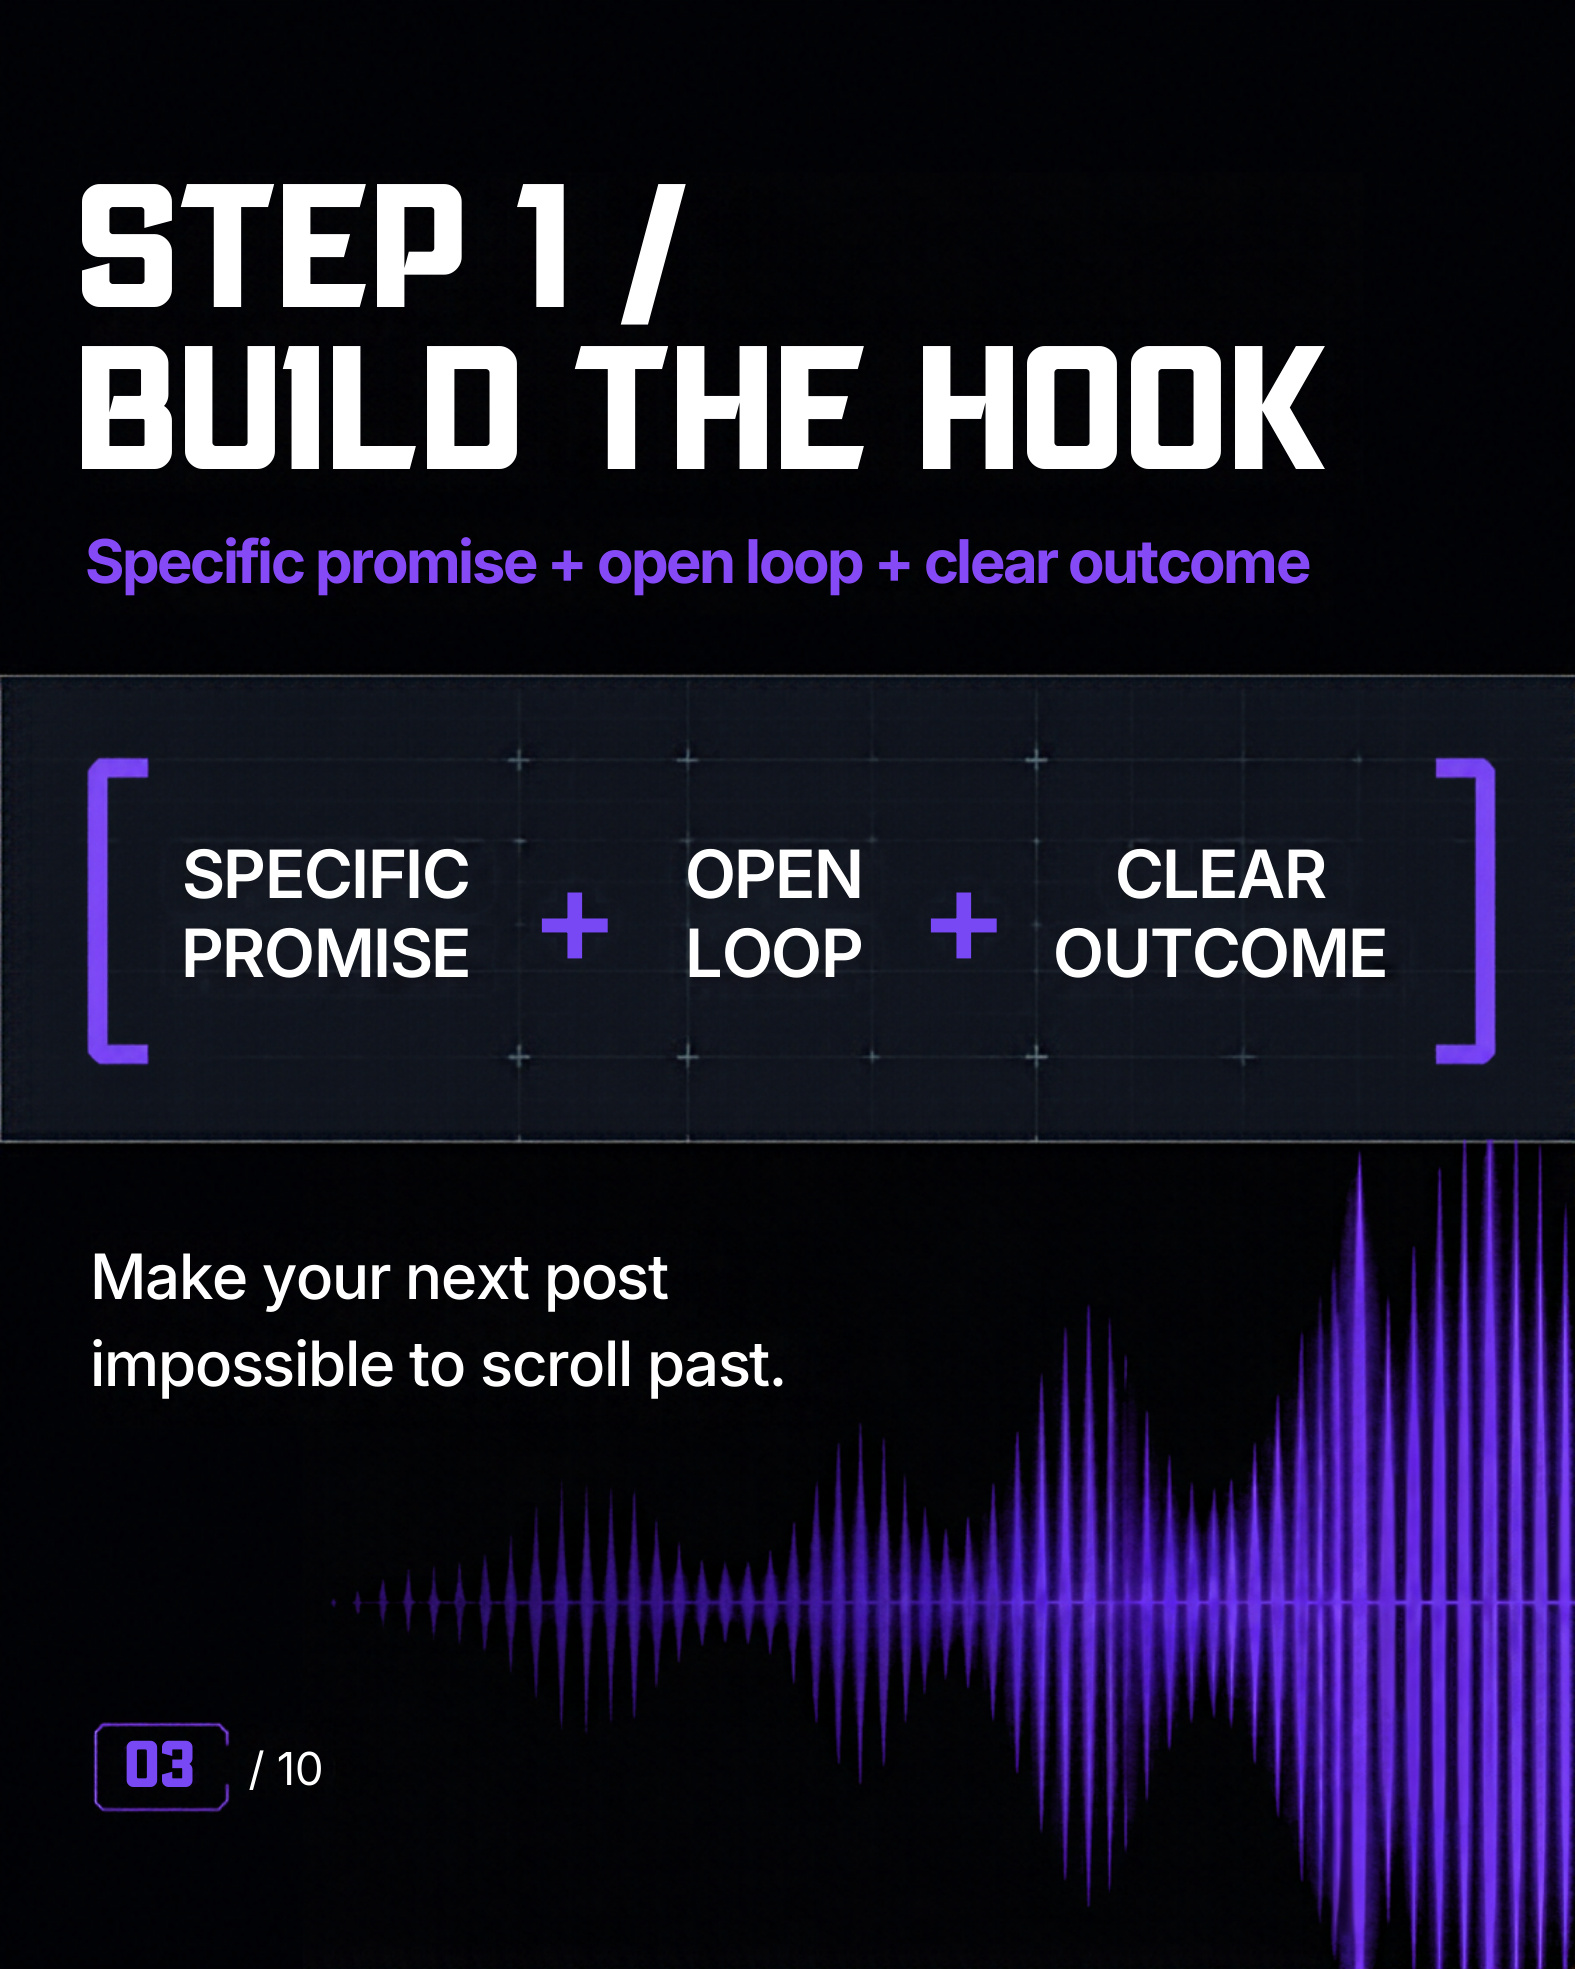 STEP 1 /
BUILD THE HOOK
Specific promise + open loop + clear outcome
SPECIFIC PROMISE + OPEN LOOP + CLEAR OUTCOME
Make your next post
impossible to scroll past.
03 / 10